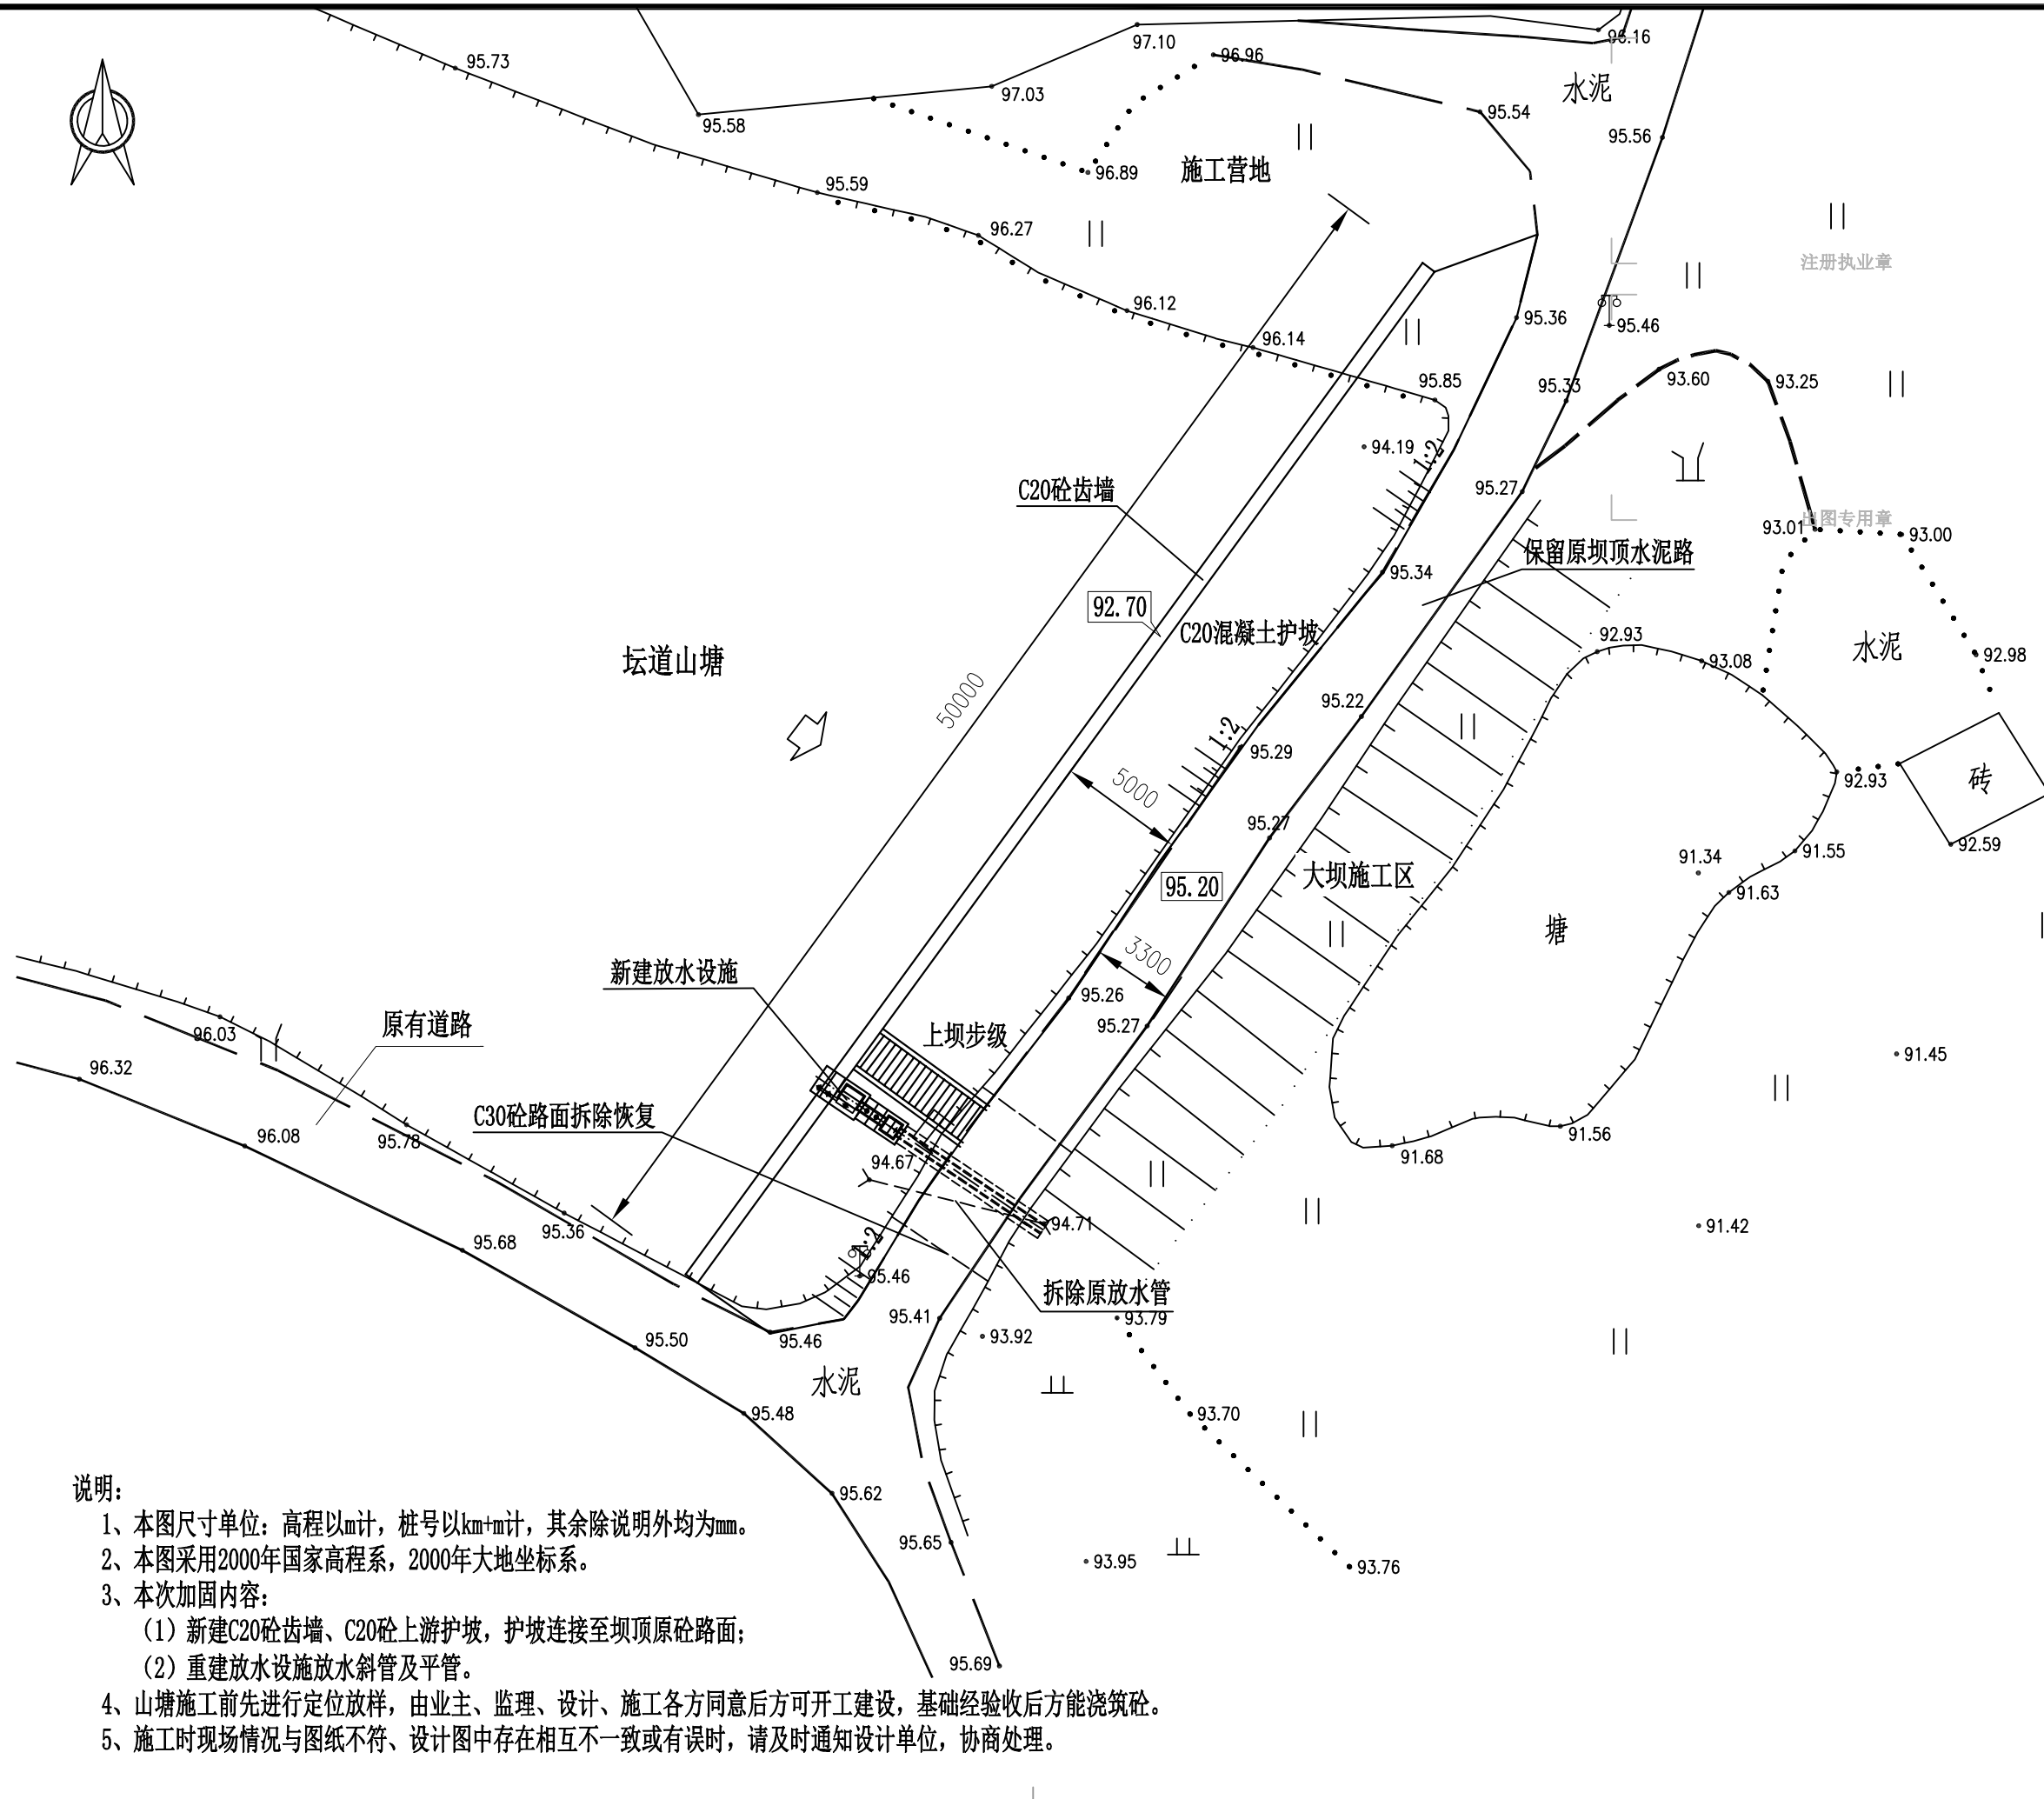 97.10
96.16
95.73
96.96
水泥
97.03
95.54
95.58
95.56
96.89
施工营地
95.59
96.27
注册执业章
96.12
95.36
95.46
96.14
95.85
95.33
93.60
93.25
94.19
1:2
C20砼齿墙
95.27
93.01
出图专用章
93.00
保留原坝顶水泥路
95.34
92.70
C20混凝土护坡
92.93
水泥
92.98
93.08
坛道山塘
50000
95.22
1:2
95.29
5000
92.93
砖
95.27
92.59
91.55
91.34
大坝施工区
95.20
91.63
塘
3300
新建放水设施
95.26
原有道路
95.27
96.03
上坝步级
91.45
96.32
C30砼路面拆除恢复
96.08
95.78
91.56
91.68
94.67
94.71
91.42
95.36
95.68
1:2
95.46
拆除原放水管
95.41
93.79
93.92
95.50
95.46
水泥
95.48
93.70
95.62
95.65
93.95
93.76
95.69
说明:
1、本图尺寸单位: 高程以m计, 桩号以km+m计, 其余除说明外均为mm。
2、本图采用2000年国家高程系, 2000年大地坐标系。
3、本次加固内容:
(1) 新建C20砼齿墙、C20砼上游护坡, 护坡连接至坝顶原砼路面;
(2) 重建放水设施放水斜管及平管。
4、山塘施工前先进行定位放样, 由业主、监理、设计、施工各方同意后方可开工建设, 基础经验收后方能浇筑砼。
5、施工时现场情况与图纸不符、设计图中存在相互不一致或有误时, 请及时通知设计单位, 协商处理。